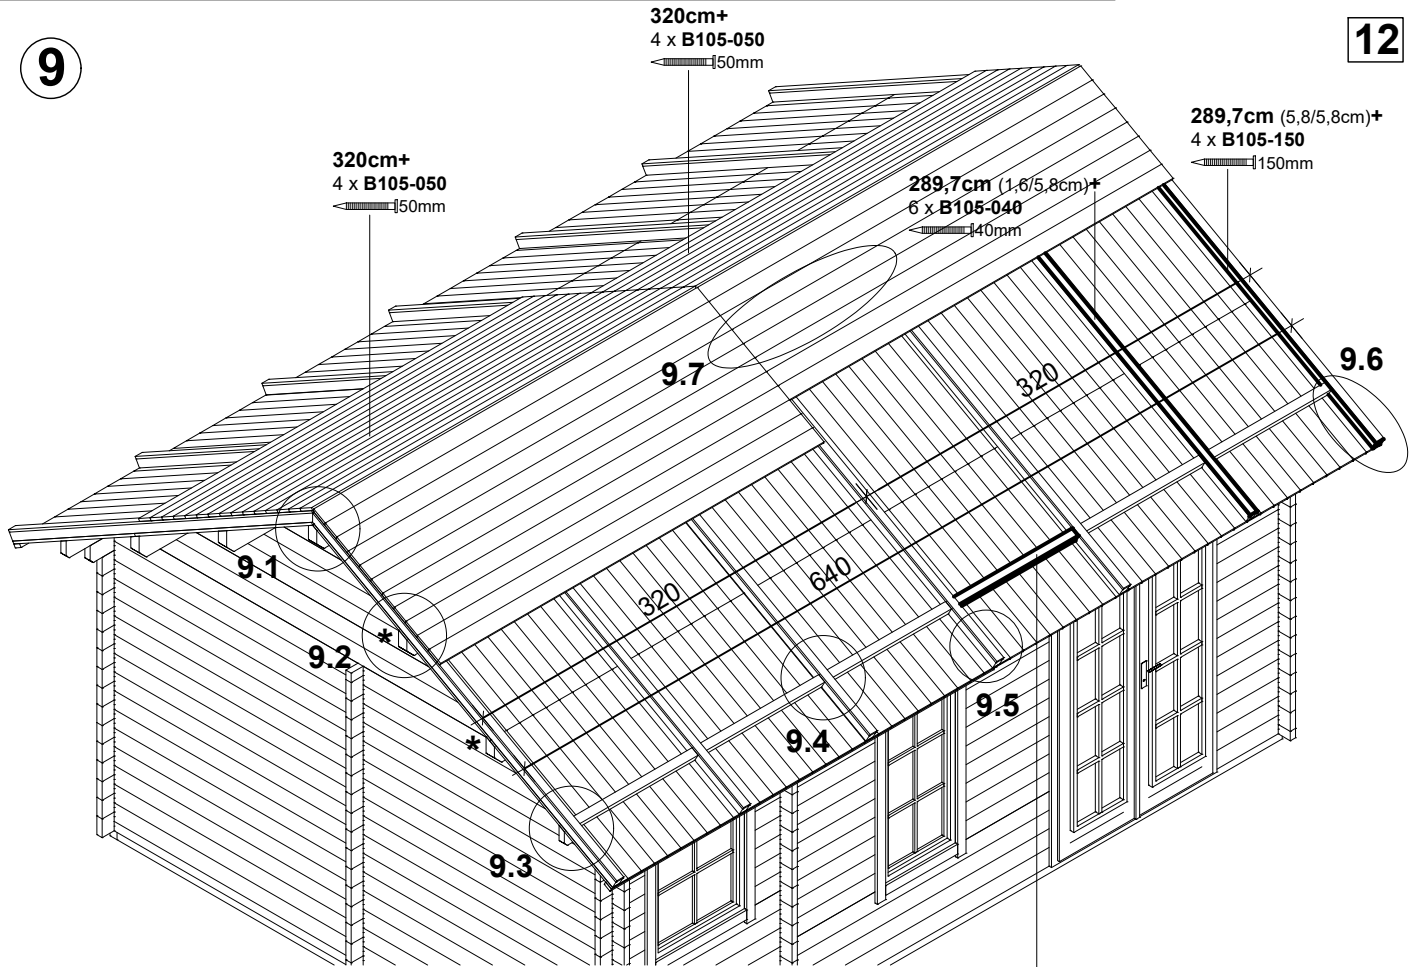 9
12
320cm+
4 x B105-050
50mm
320cm+
4 x B105-050
50mm
289,7cm (1,6/5,8cm)+
6 x B105-040
40mm
289,7cm (5,8/5,8cm)+
4 x B105-150
150mm
9.7
320
9.6
9.1
*
9.2
320
640
9.5
*
9.4
9.3